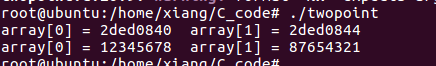 root@ubuntu:/home/xiang/C_code# ./twopoint
array[0] = 2ded0840  array[1] = 2ded0844
array[0] = 12345678  array[1] = 87654321
root@ubuntu:/home/xiang/C_code#